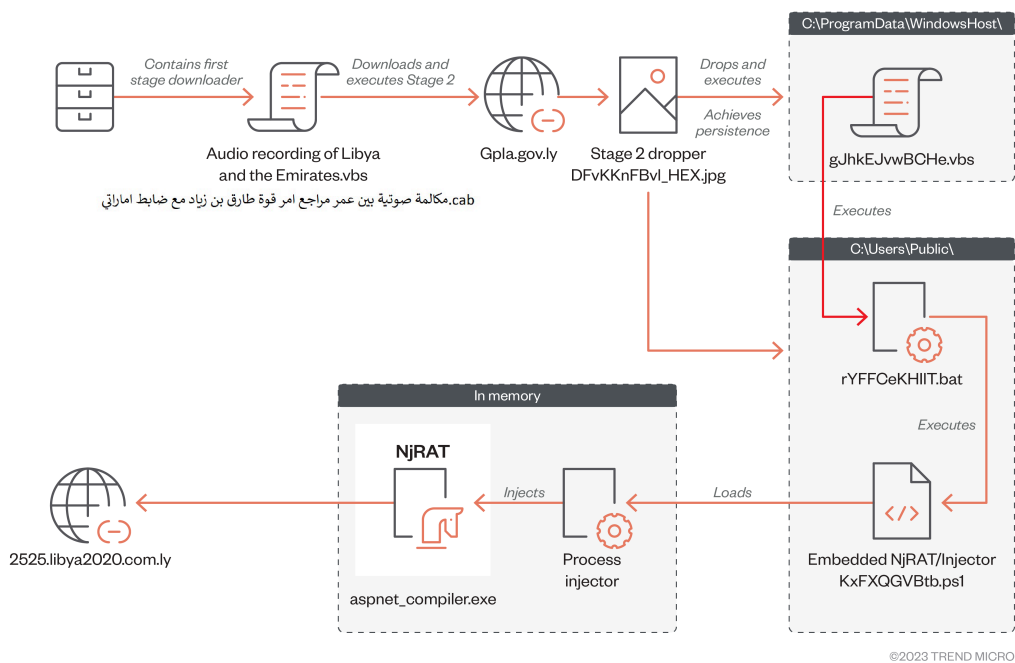 C:\ProgramData\WindowsHost\
Contains first
stage downloader
Downloads and
executes Stage 2
Drops and
executes
Achieves
persistence
Audio recording of Libya
and the Emirates.vbs
مكالمة صوتية بين عمر مراجع امر قوة طارق بن زياد مع ضابط اماراتي.cab
Gpla.gov.ly
Stage 2 dropper
DFvKKnFBvI_HEX.jpg
gJhkEJvwBCHe.vbs
Executes
C:\Users\Public\
rYFFCeKHIIT.bat
Executes
In memory
NjRAT
Injects
Loads
2525.libya2020.com.ly
Process
injector
aspnet_compiler.exe
Embedded NjRAT/Injector
KxFXQGVBtb.ps1
©2023 TREND MICRO